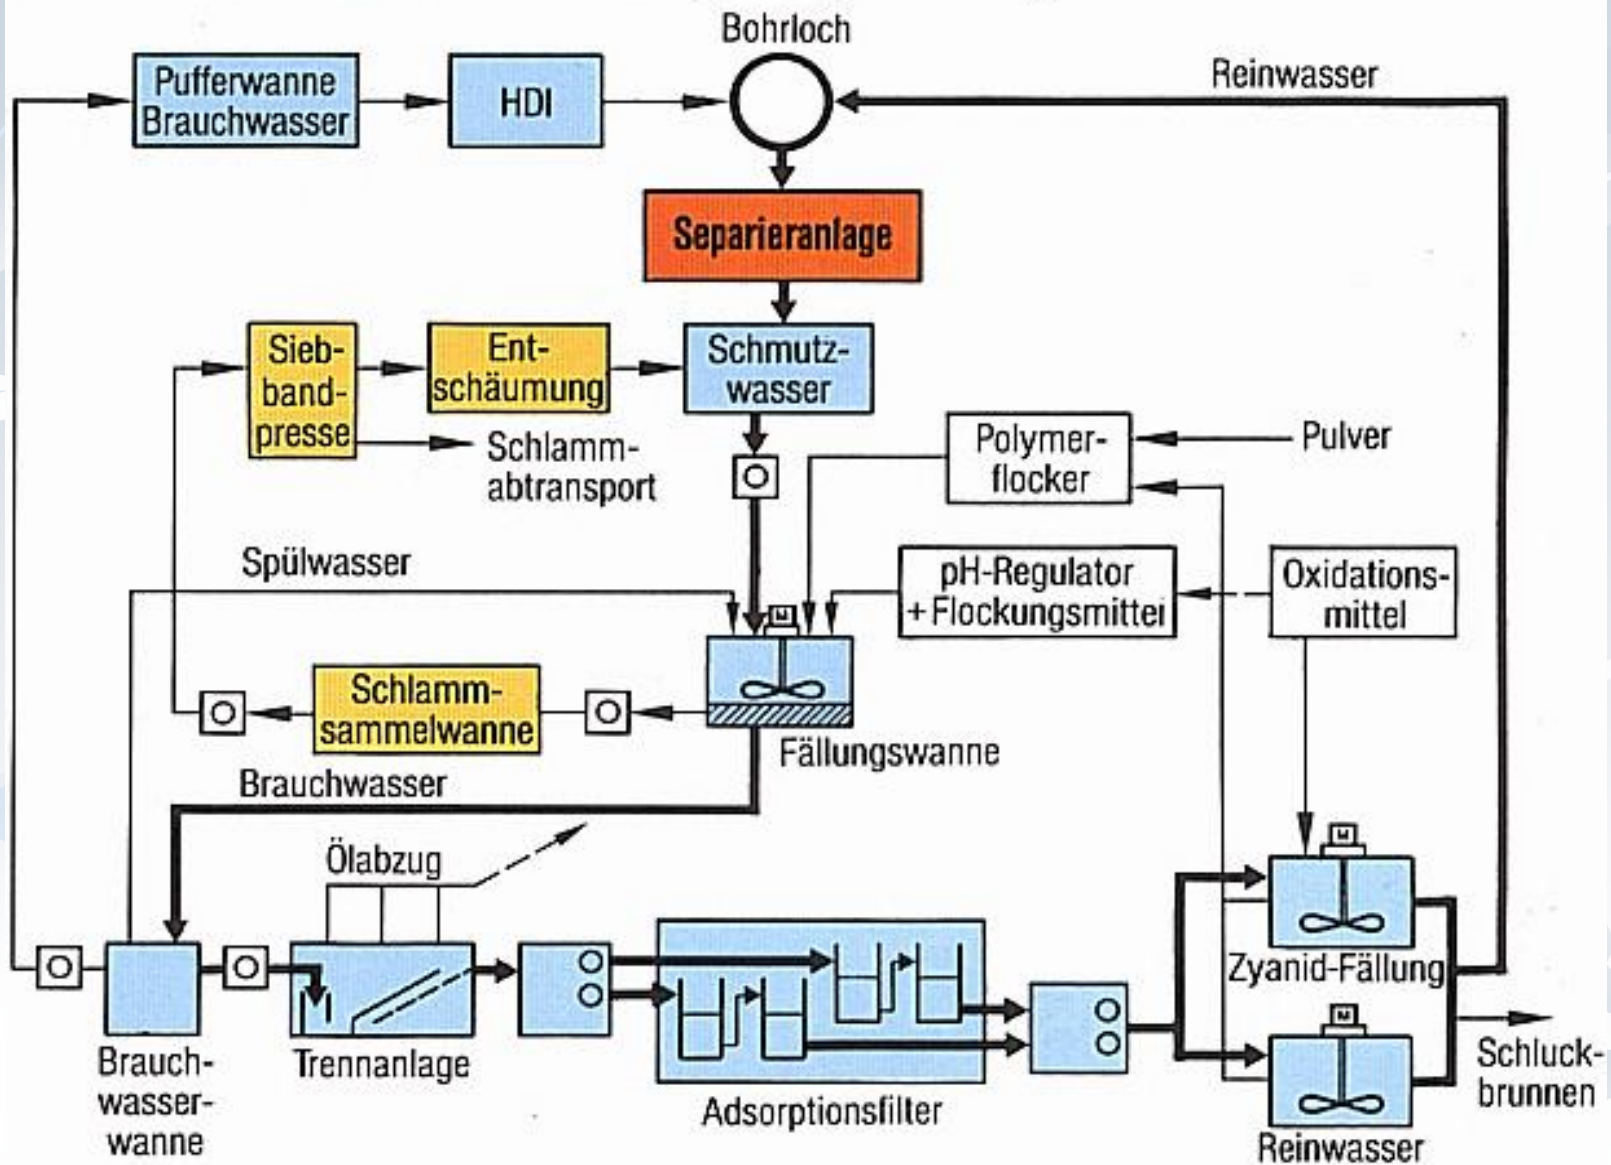 Bohrloch
Reinwasser
Pufferwanne
Brauchwasser
HDI
Separieranlage
Sieb-
band-
presse
Ent-
schäumung
Schmutz-
wasser
Schlamm-
abtransport
Polymer-
flocker
Pulver
Spülwasser
pH-Regulator
+Flockungsmittei
Oxidations-
mittel
M
Schlamm-
sammelwanne
Fällungswanne
Brauchwasser
Ölabzug
M
Zyanid-Fällung
M
Brauch-
wasser-
wanne
Trennanlage
Adsorptionsfilter
Schluck-
brunnen
Reinwasser